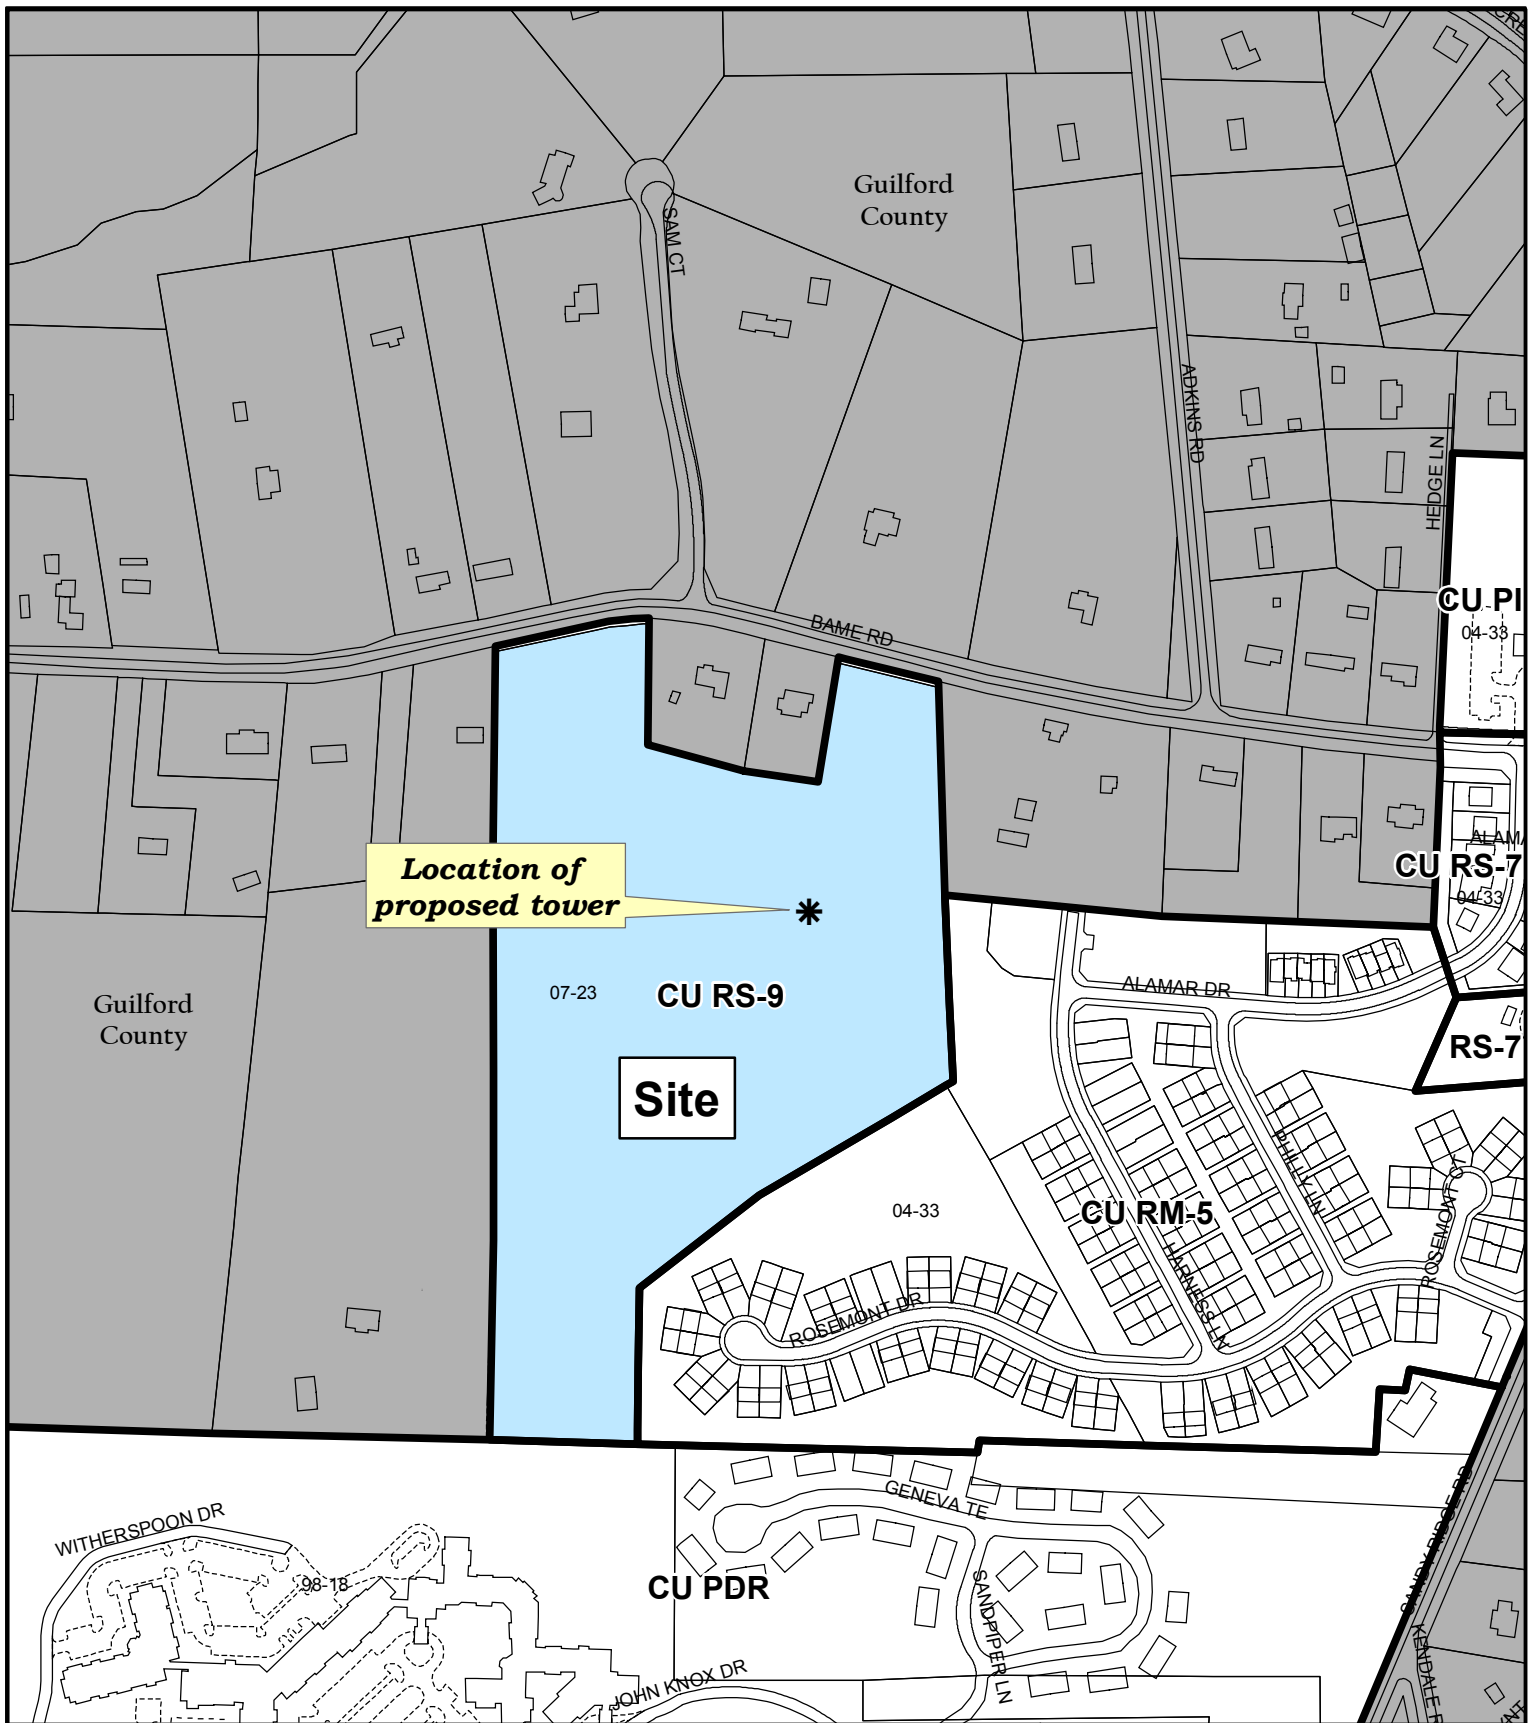 Guilford
County
SAM CT
ADKINS RD
HEDGE LN
CU PI
04-33
BAME RD
ALAMA
CU RS-7
04-33
Location of
proposed tower
07-23
CU RS-9
ALAMAR DR
Guilford
County
RS-7
Site
PHILLY LN
ROSEMONT CT
04-33
CU RM-5
HARNESS LN
ROSEMONT DR
GENEVA TE
WITHERSPOON DR
98-18
CU PDR
SANDPIPER LN
SANDY RIDGE RD
KENDALE R
JOHN KNOX DR